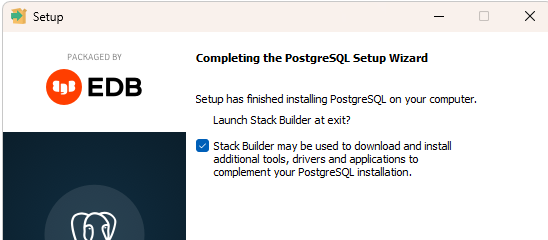 Setup
PACKAGED BY
EDB
Completing the PostgreSQL Setup Wizard
Setup has finished installing PostgreSQL on your computer.
Launch Stack Builder at exit?
Stack Builder may be used to download and install
additional tools, drivers and applications to
complement your PostgreSQL installation.